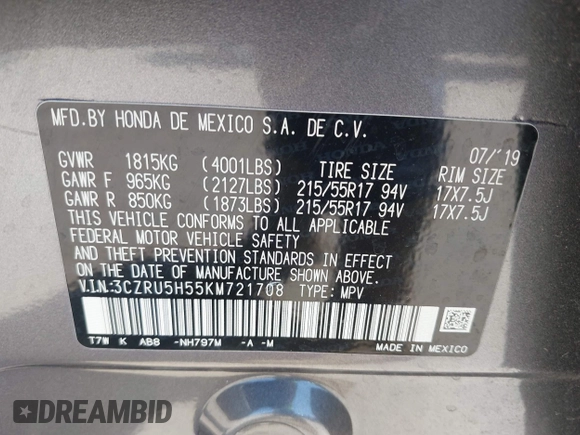 MFD.BY HONDA DE MEXICO S.A. DE C.V.
07/'19
GVWR 1815KG (4001LBS) TIRE SIZE RIM SIZE
GAWR F 965KG (2127LBS) 215/55R17 94V 17X7.5J
GAWR R 850KG (1873LBS) 215/55R17 94V 17X7.5J
THIS VEHICLE CONFORMS TO ALL APPLICABLE
FEDERAL MOTOR VEHICLE SAFETY
AND THEFT PREVENTION STANDARDS IN EFFECT
ON THE DATE OF MANUFACTURE SHOWN ABOVE.
V.I.N:3CZRU5H55KM721708 TYPE: MPV
T7W K AB8 -NH797M -A -M
MADE IN MEXICO
DREAMBID